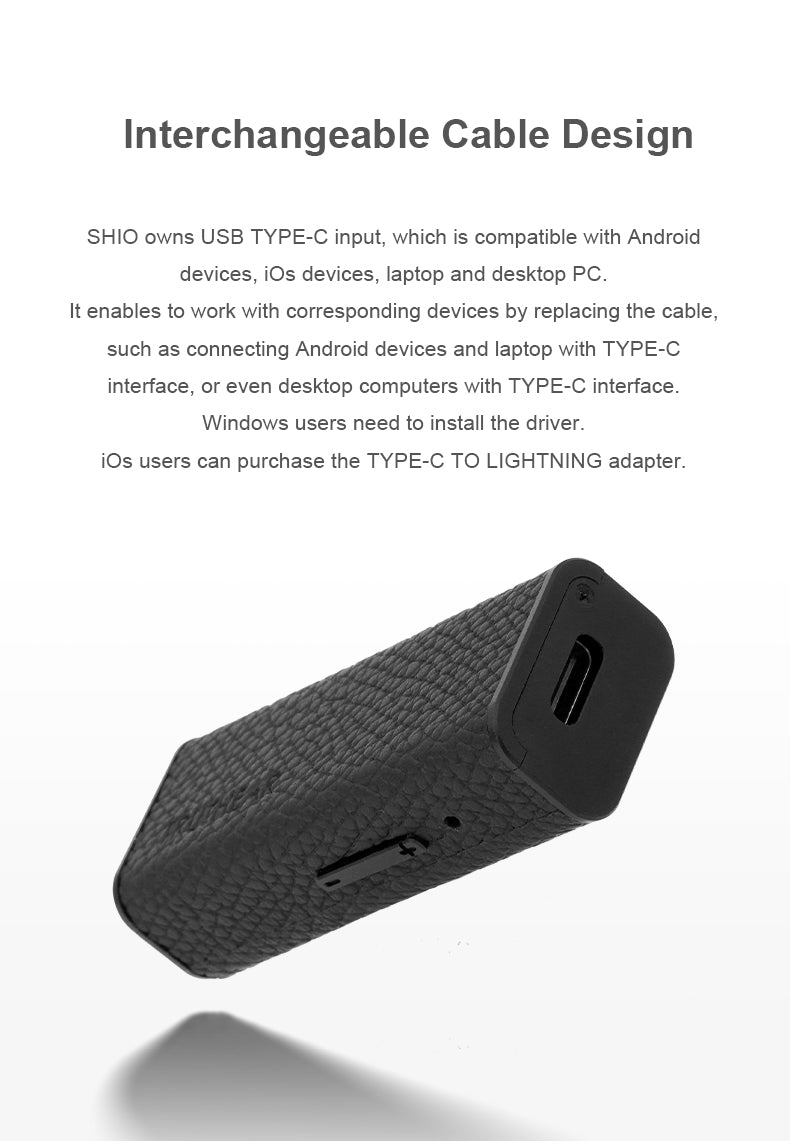 Interchangeable Cable Design
SHIO owns USB TYPE-C input, which is compatible with Android
devices, iOs devices, laptop and desktop PC.
It enables to work with corresponding devices by replacing the cable,
such as connecting Android devices and laptop with TYPE-C
interface, or even desktop computers with TYPE-C interface.
Windows users need to install the driver.
iOs users can purchase the TYPE-C TO LIGHTNING adapter.
- +